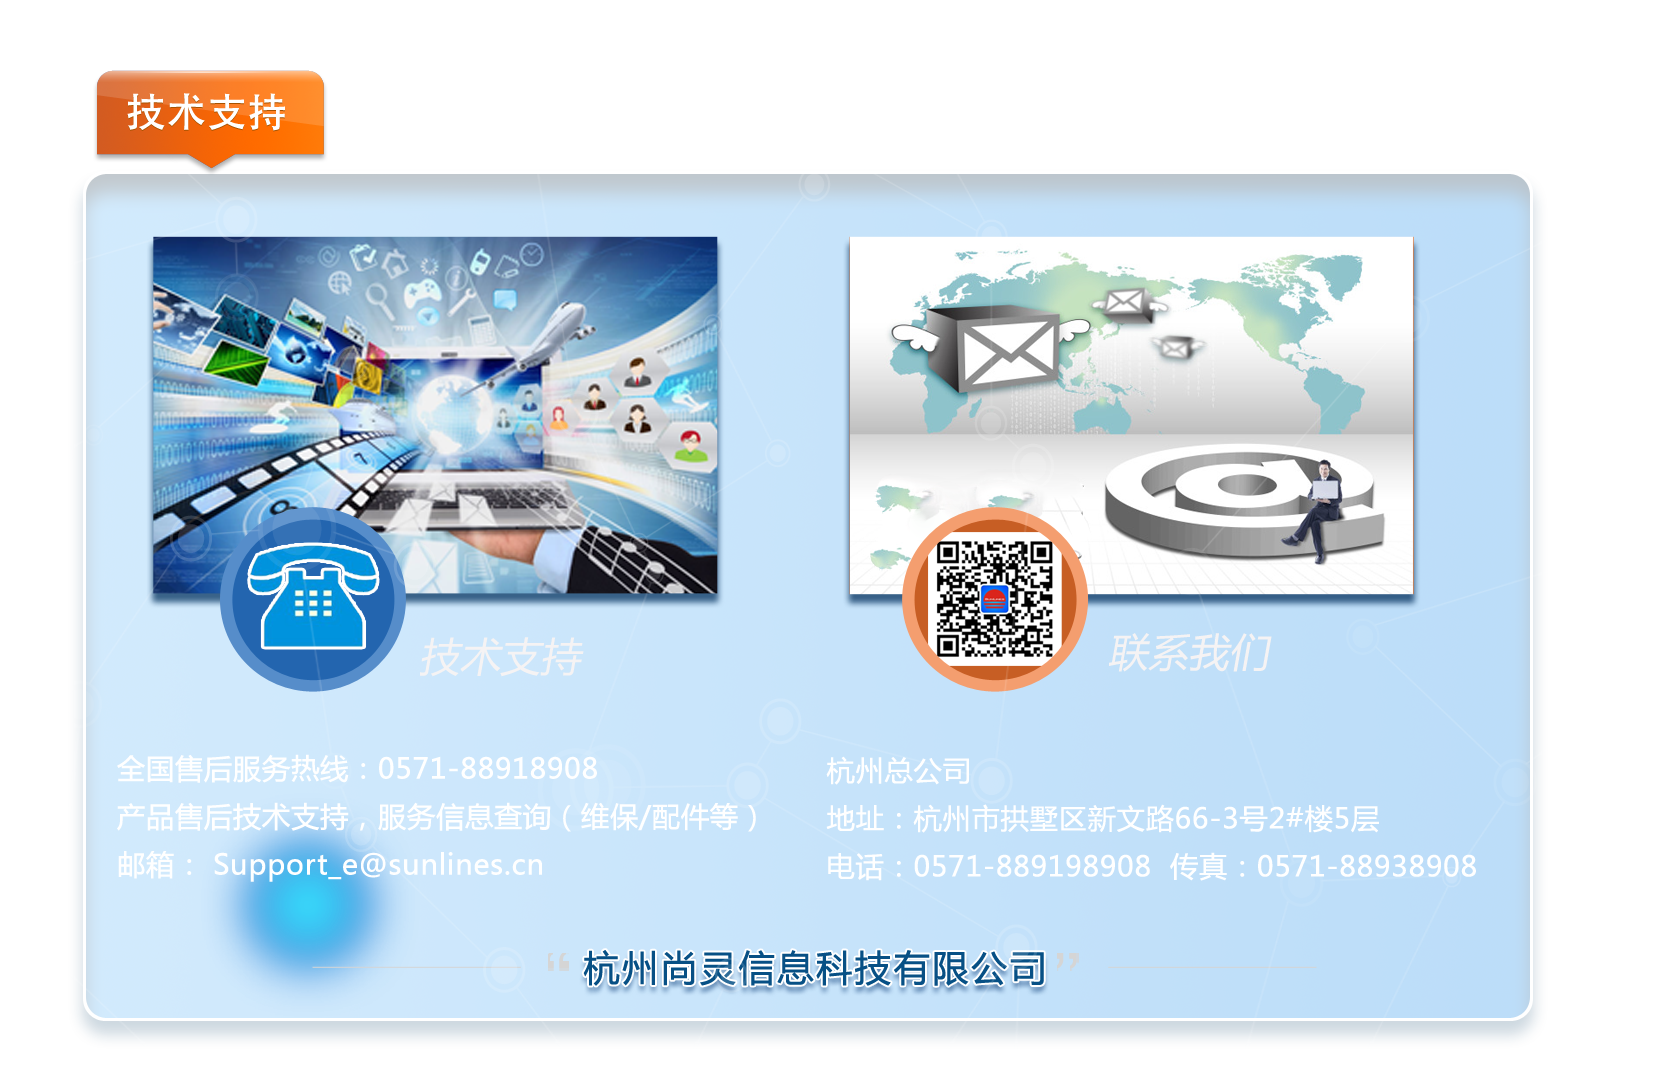 技术支持
技术支持
联系我们
全国售后服务热线：0571-88918908
产品售后技术支持，服务信息查询（维保/配件等）
邮箱： Support_e@sunlines.cn
杭州总公司
地址：杭州市拱墅区新文路66-3号2#楼5层
电话：0571-889198908 传真：0571-88938908
“ 杭州尚灵信息科技有限公司 ”